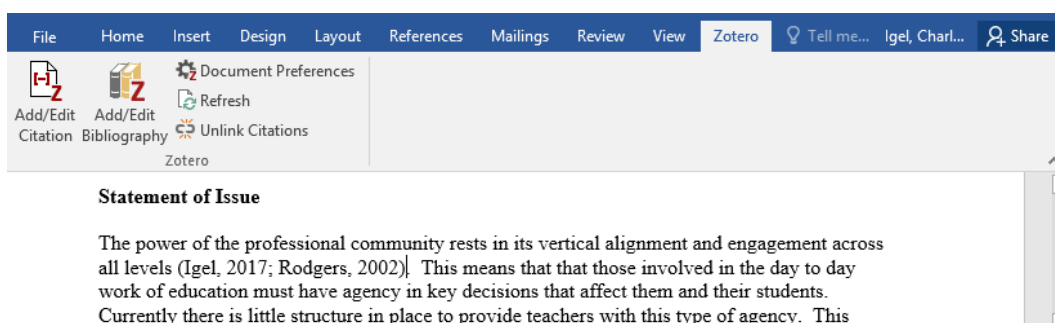 File Home Insert Design Layout References Mailings Review View Zotero Tell me... Igel, Charl... Share
Document Preferences
Refresh
Add/Edit Citation
Add/Edit Bibliography
Unlink Citations
Zotero
Statement of Issue
The power of the professional community rests in its vertical alignment and engagement across
all levels (Igel, 2017; Rodgers, 2002). This means that that those involved in the day to day
work of education must have agency in key decisions that affect them and their students.
Currently there is little structure in place to provide teachers with this type of agency. This